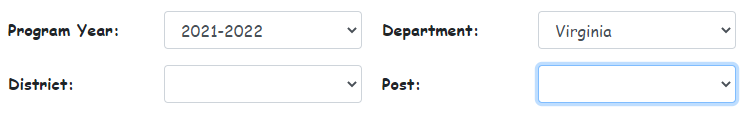 Program Year: 2021-2022 Department: Virginia
District: Post: